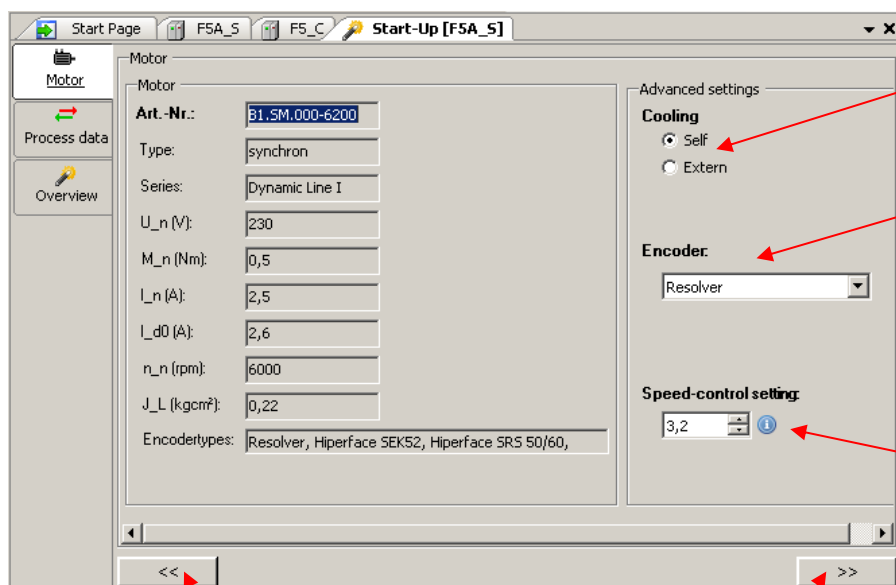 Start Page F5A_S F5_C Start-Up [F5A_S]
Motor
Process data
Overview
Motor
Motor
Art.-Nr.: B1.SM.000-6200
Type: synchron
Series: Dynamic Line I
U_n (V): 230
M_n (Nm): 0,5
I_n (A): 2,5
I_d0 (A): 2,6
n_n (rpm): 6000
J_L (kgcm²): 0,22
Encodertypes: Resolver, Hiperface SEK52, Hiperface SRS 50/60,
Advanced settings
Cooling
Self
Extern
Encoder:
Resolver
Speed-control setting:
3,2
<< >>